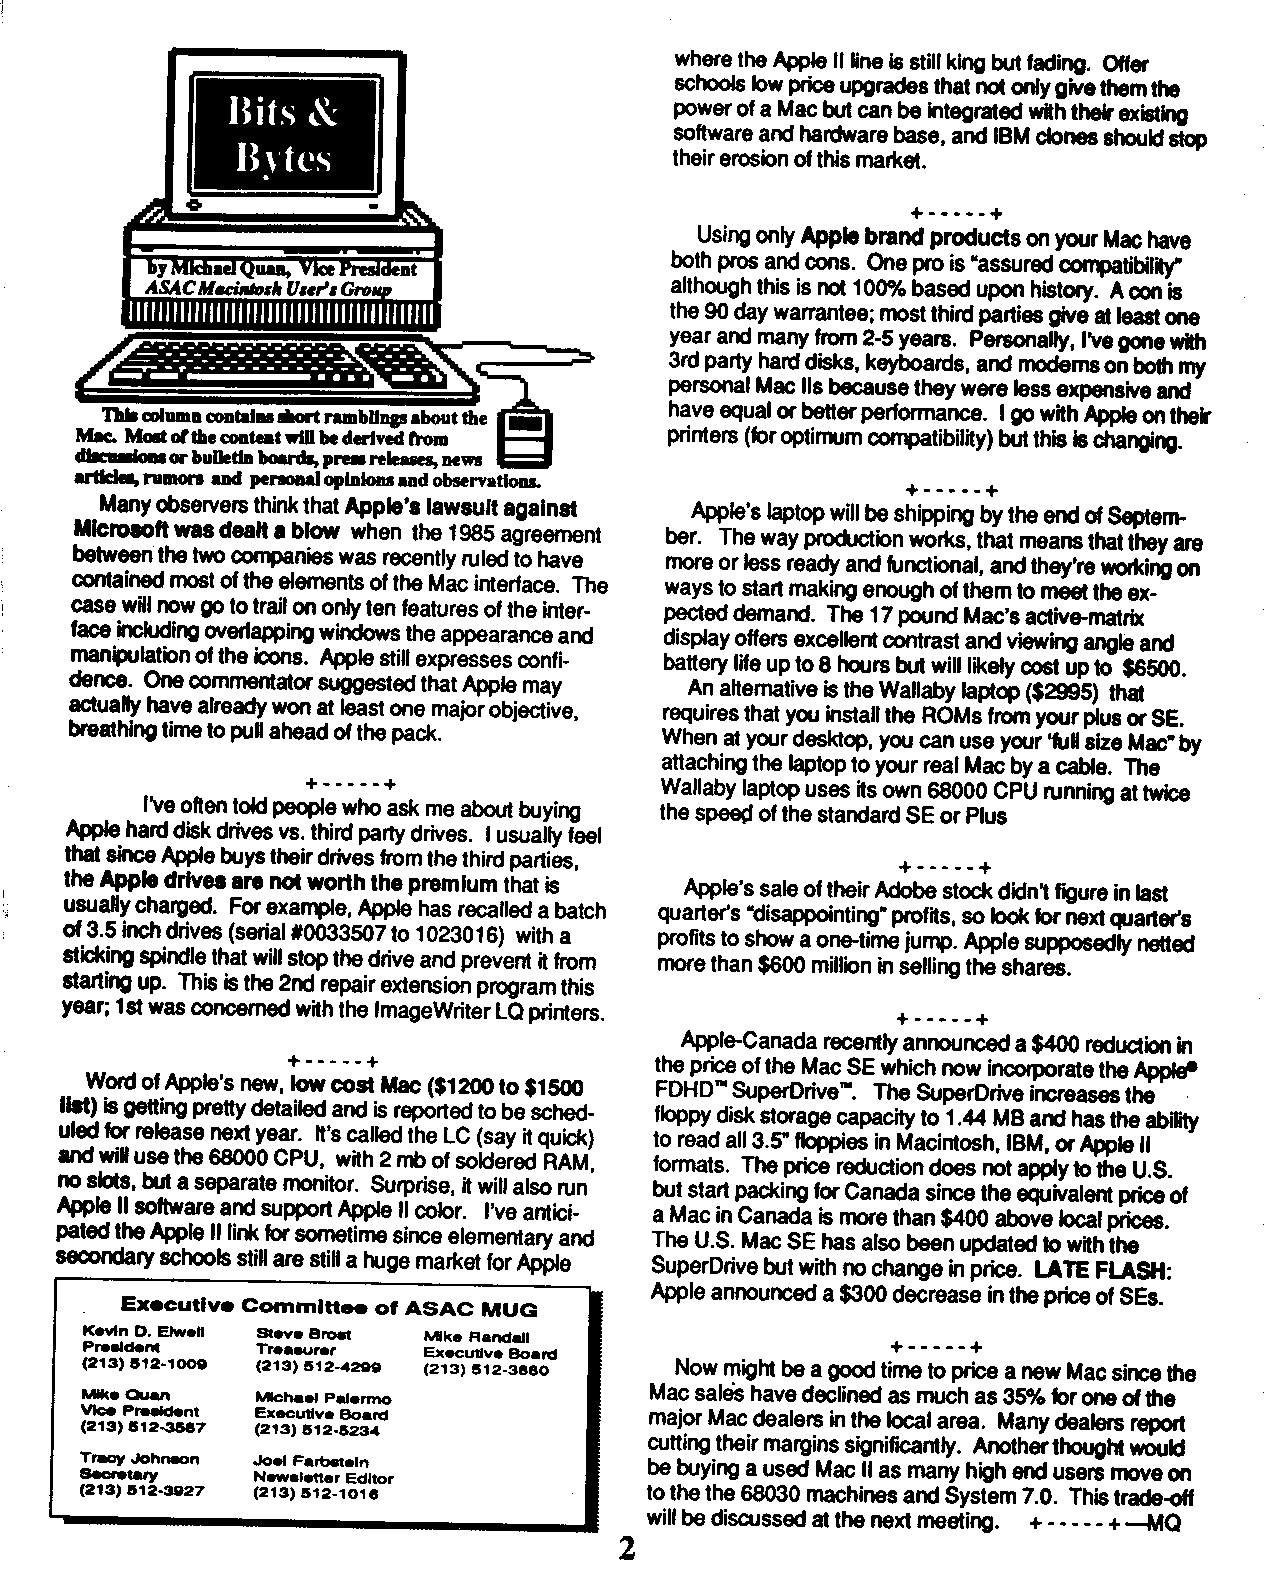 Bits &
Bytes
by Michael Quan, Vice President
ASAC Macintosh User's Group
This column contains short ramblings about the
Mac. Most of the content will be derived from
discussions or bulletin boards, press releases, news
articles, rumors and personal opinions and observations.
Many observers think that Apple's lawsuit against
Microsoft was dealt a blow when the 1985 agreement
between the two companies was recently ruled to have
contained most of the elements of the Mac interface. The
case will now go to trail on only ten features of the inter-
face including overlapping windows the appearance and
manipulation of the icons. Apple still expresses confi-
dence. One commentator suggested that Apple may
actually have already won at least one major objective,
breathing time to pull ahead of the pack.
+------+
I've often told people who ask me about buying
Apple hard disk drives vs. third party drives. I usually feel
that since Apple buys their drives from the third parties,
the Apple drives are not worth the premium that is
usually charged. For example, Apple has recalled a batch
of 3.5 inch drives (serial #0033507 to 1023016) with a
sticking spindle that will stop the drive and prevent it from
starting up. This is the 2nd repair extension program this
year; 1st was concerned with the ImageWriter LQ printers.
+------+
Word of Apple's new, low cost Mac ($1200 to $1500
list) is getting pretty detailed and is reported to be sched-
uled for release next year. It's called the LC (say it quick)
and will use the 68000 CPU, with 2 mb of soldered RAM,
no slots, but a separate monitor. Surprise, it will also run
Apple II software and support Apple II color. I've antici-
pated the Apple II link for sometime since elementary and
secondary schools still are still a huge market for Apple
Executive Committee of ASAC MUG
Kevin D. Elwell
President
(213) 512-1009
Steve Brost
Treasurer
(213) 512-4299
Mike Randall
Executive Board
(213) 512-3660
Mike Quan
Vice President
(213) 512-3567
Michael Palermo
Executive Board
(213) 512-5234
Tracy Johnson
Secretary
(213) 512-3927
Joel Farbstein
Newsletter Editor
(213) 512-1016
where the Apple II line is still king but fading. Offer
schools low price upgrades that not only give them the
power of a Mac but can be integrated with their existing
software and hardware base, and IBM clones should stop
their erosion of this market.
+------+
Using only Apple brand products on your Mac have
both pros and cons. One pro is "assured compatibility"
although this is not 100% based upon history. A con is
the 90 day warrantee; most third parties give at least one
year and many from 2-5 years. Personally, I've gone with
3rd party hard disks, keyboards, and modems on both my
personal Mac IIs because they were less expensive and
have equal or better performance. I go with Apple on their
printers (for optimum compatibility) but this is changing.
+------+
Apple's laptop will be shipping by the end of Septem-
ber. The way production works, that means that they are
more or less ready and functional, and they're working on
ways to start making enough of them to meet the ex-
pected demand. The 17 pound Mac's active-matrix
display offers excellent contrast and viewing angle and
battery life up to 8 hours but will likely cost up to $6500.
An alternative is the Wallaby laptop ($2995) that
requires that you install the ROMs from your plus or SE.
When at your desktop, you can use your 'full size Mac" by
attaching the laptop to your real Mac by a cable. The
Wallaby laptop uses its own 68000 CPU running at twice
the speed of the standard SE or Plus
+------+
Apple's sale of their Adobe stock didn't figure in last
quarter's "disappointing" profits, so look for next quarter's
profits to show a one-time jump. Apple supposedly netted
more than $600 million in selling the shares.
+------+
Apple-Canada recently announced a $400 reduction in
the price of the Mac SE which now incorporate the Apple®
FDHD™ SuperDrive™. The SuperDrive increases the
floppy disk storage capacity to 1.44 MB and has the ability
to read all 3.5" floppies in Macintosh, IBM, or Apple II
formats. The price reduction does not apply to the U.S.
but start packing for Canada since the equivalent price of
a Mac in Canada is more than $400 above local prices.
The U.S. Mac SE has also been updated to with the
SuperDrive but with no change in price. LATE FLASH:
Apple announced a $300 decrease in the price of SEs.
+------+
Now might be a good time to price a new Mac since the
Mac sales have declined as much as 35% for one of the
major Mac dealers in the local area. Many dealers report
cutting their margins significantly. Another thought would
be buying a used Mac II as many high end users move on
to the the 68030 machines and System 7.0. This trade-off
will be discussed at the next meeting. +------+—MQ
2